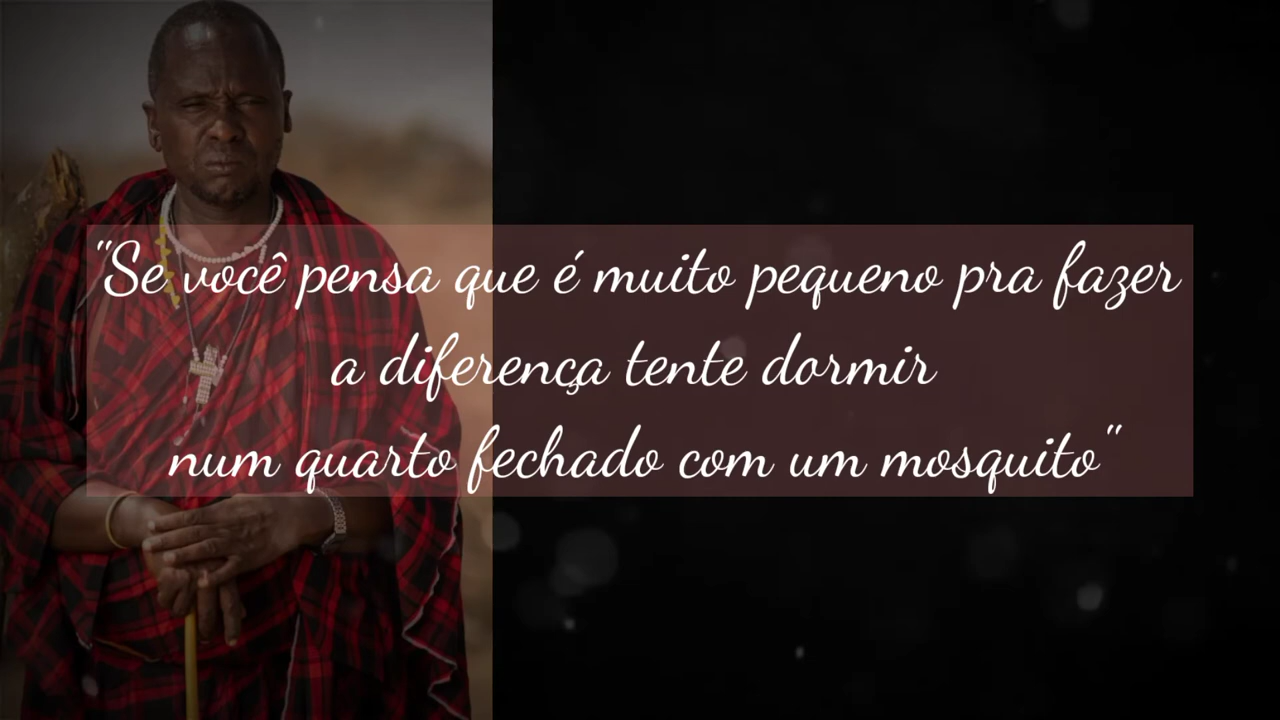 "Se você pensa que é muito pequeno pra fazer
a diferença tente dormir
num quarto fechado com um mosquito"